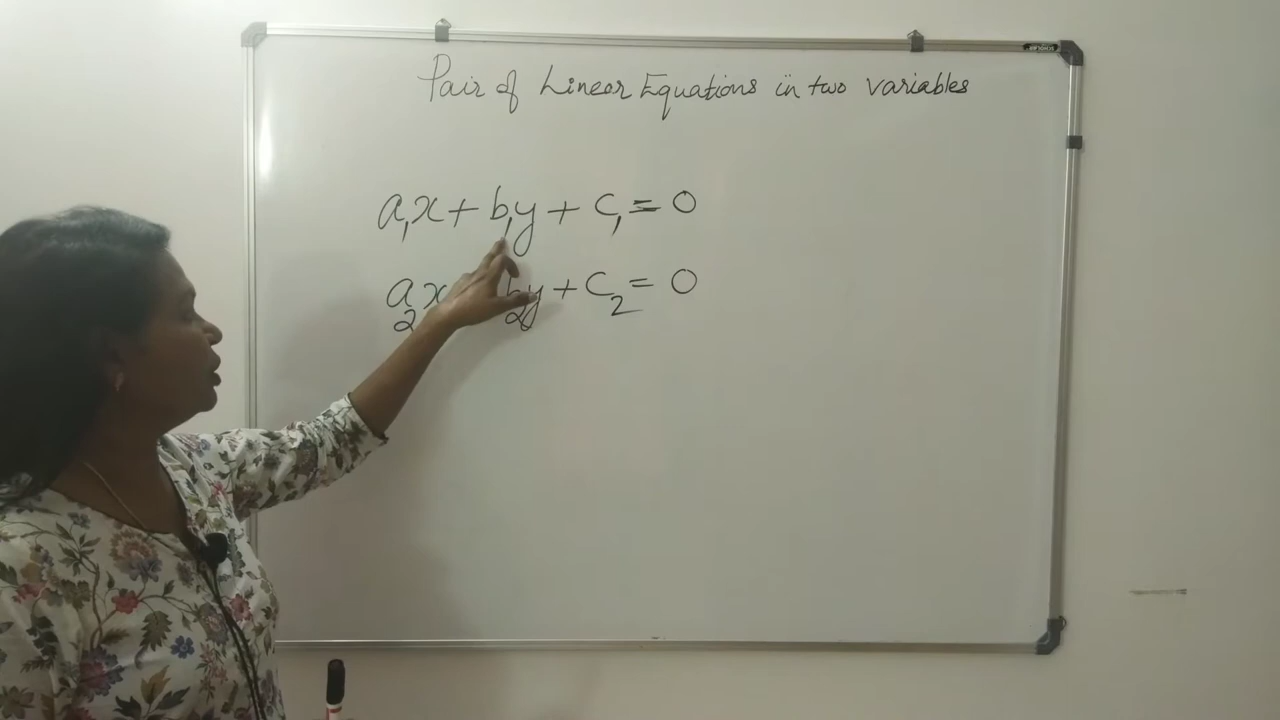 Pair of Linear Equations in two variables
a₁x + b₁y + c₁ = 0
a₂x b₂y + c₂ = 0